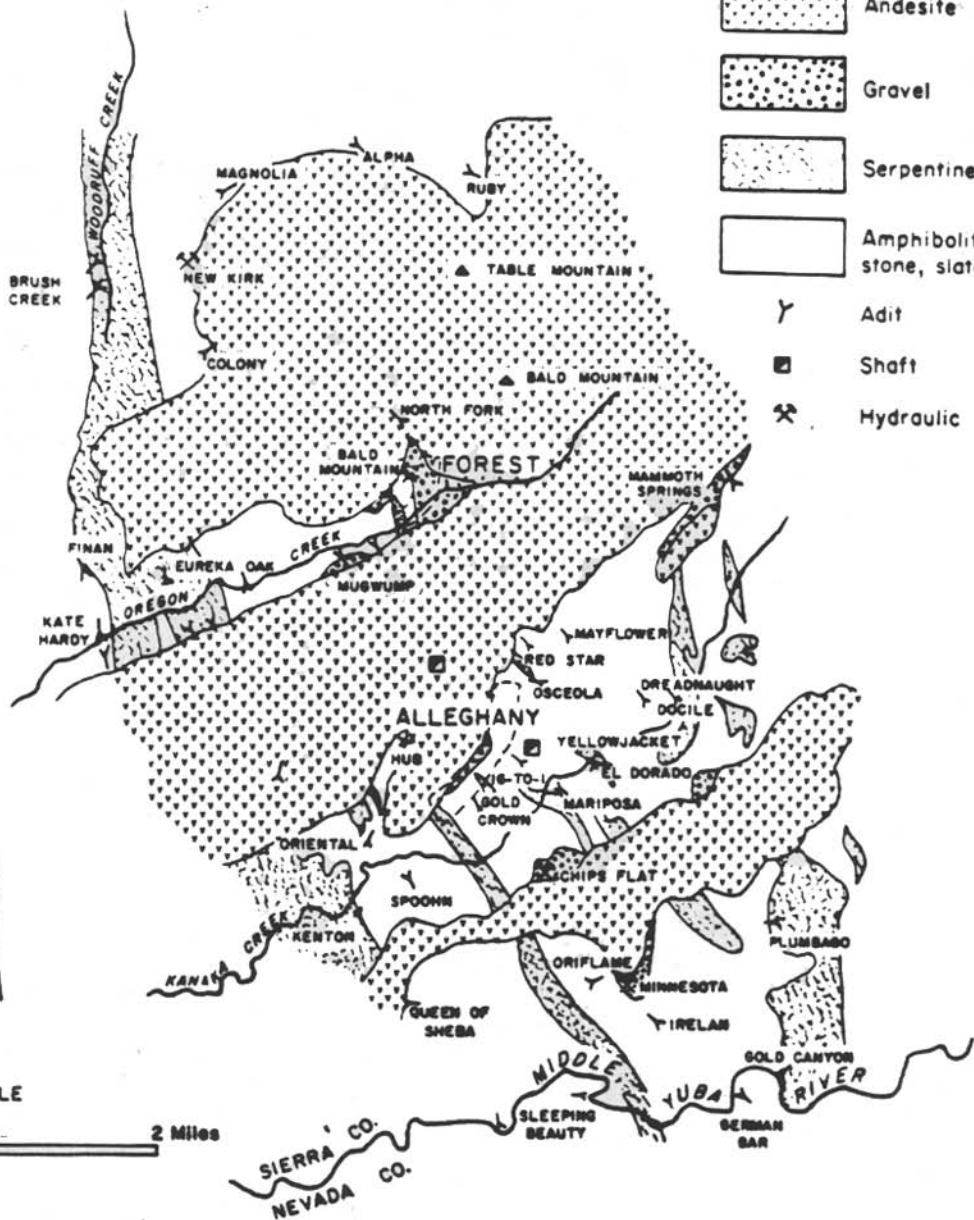 Andesite
Gravel
Serpentine
Amphibolit
stone, slat
Adit
Shaft
Hydraulic
WOODRUFF CREEK
MAGNOLIA
ALPHA
RUBY
BRUSH
CREEK
NEW KIRK
TABLE MOUNTAIN
COLONY
BALD MOUNTAIN
NORTH FORK
BALD
MOUNTAIN
FOREST
MAMMOTH
SPRINGS
FINAN
EUREKA
OAK
OREGON CREEK
MUGWUMP
KATE
HARDY
MAYFLOWER
RED STAR
OSCEOLA
DREADNAUGHT
DOCILE
ALLEGHANY
YELLOWJACKET
HUB
16-TO-1
EL DORADO
GOLD
CROWN
MARIPOSA
ORIENTAL
CHIPS FLAT
SPOOHN
KANAKA CREEK
KENTON
PLUMBAGO
ORIFLAME
MINNESOTA
QUEEN OF
SHEBA
IRELAN
GOLD CANYON
MIDDLE YUBA RIVER
SLEEPING
BEAUTY
GERMAN
BAR
LE
2 Miles
SIERRA CO.
NEVADA CO.